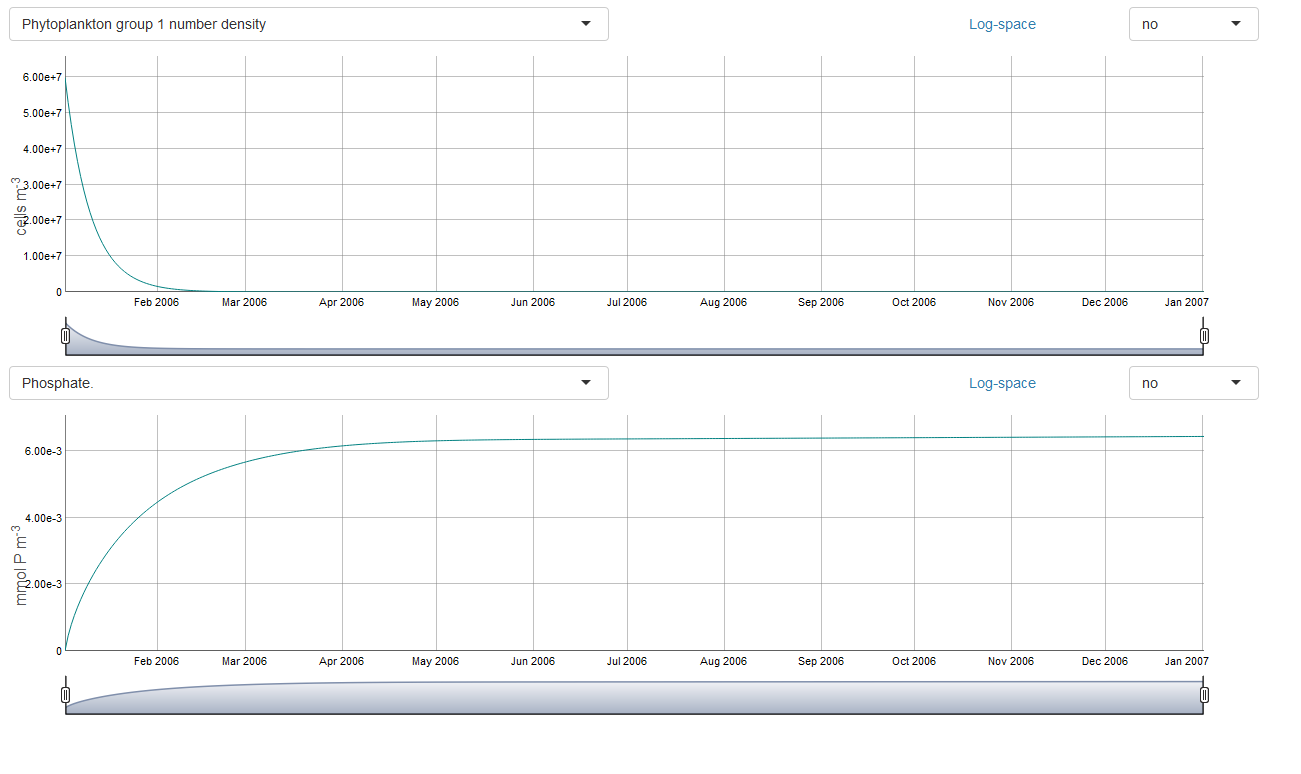 Phytoplankton group 1 number density
Log-space
no
6.00e+7
5.00e+7
4.00e+7
3.00e+7
2.00e+7
1.00e+7
0
cells m-3
Feb 2006 Mar 2006 Apr 2006 May 2006 Jun 2006 Jul 2006 Aug 2006 Sep 2006 Oct 2006 Nov 2006 Dec 2006 Jan 2007
Phosphate.
Log-space
no
6.00e-3
4.00e-3
2.00e-3
0
mmol P m-3
Feb 2006 Mar 2006 Apr 2006 May 2006 Jun 2006 Jul 2006 Aug 2006 Sep 2006 Oct 2006 Nov 2006 Dec 2006 Jan 2007